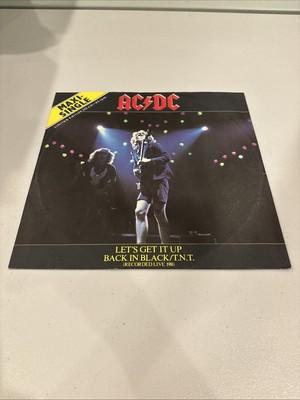 MAXI-
SINGLE
AC⚡DC
LET'S GET IT UP
BACK IN BLACK/T.N.T.
(RECORDED LIVE 1981)